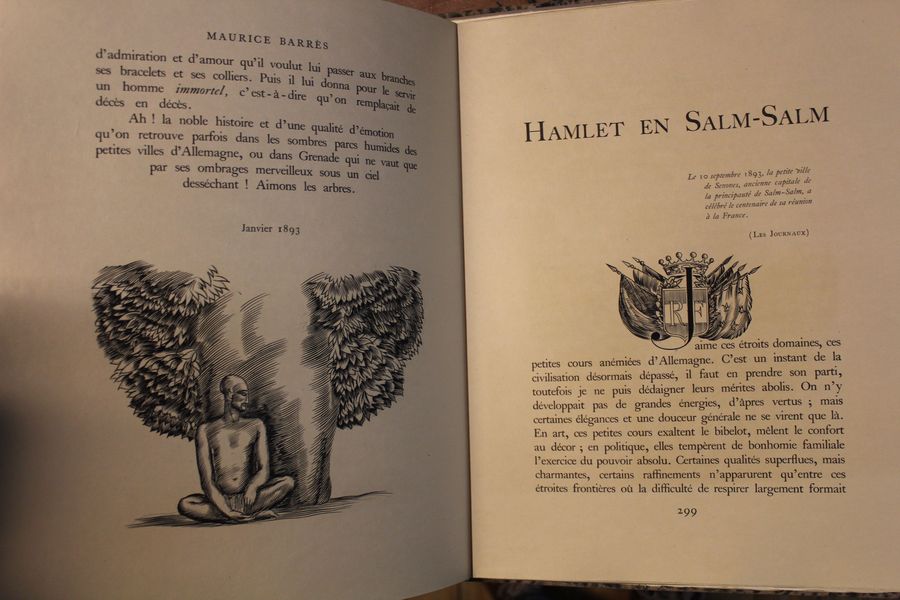 MAURICE BARRÈS
d'admiration et d'amour qu'il voulut lui passer aux branches
ses bracelets et ses colliers. Puis il lui donna pour le servir
un homme immortel, c'est-à-dire qu'on remplaçait de
décès en décès.
Ah ! la noble histoire et d'une qualité d'émotion
qu'on retrouve parfois dans les sombres parcs humides des
petites villes d'Allemagne, ou dans Grenade qui ne vaut que
par ses ombrages merveilleux sous un ciel
desséchant ! Aimons les arbres.
Janvier 1893
HAMLET EN SALM-SALM
Le 10 septembre 1893, la petite ville
de Senones, ancienne capitale de
la principauté de Salm-Salm, a
célébré le centenaire de sa réunion
à la France.
(LES JOURNAUX)
RF
J'aime ces étroits domaines, ces
petites cours anémiées d'Allemagne. C'est un instant de la
civilisation désormais dépassé, il faut en prendre son parti,
toutefois je ne puis dédaigner leurs mérites abolis. On n'y
développait pas de grandes énergies, d'âpres vertus ; mais
certaines élégances et une douceur générale ne se virent que là.
En art, ces petites cours exaltent le bibelot, mêlent le confort
au décor ; en politique, elles tempèrent de bonhomie familiale
l'exercice du pouvoir absolu. Certaines qualités superflues, mais
charmantes, certains raffinements n'apparurent qu'entre ces
étroites frontières où la difficulté de respirer largement formait
299